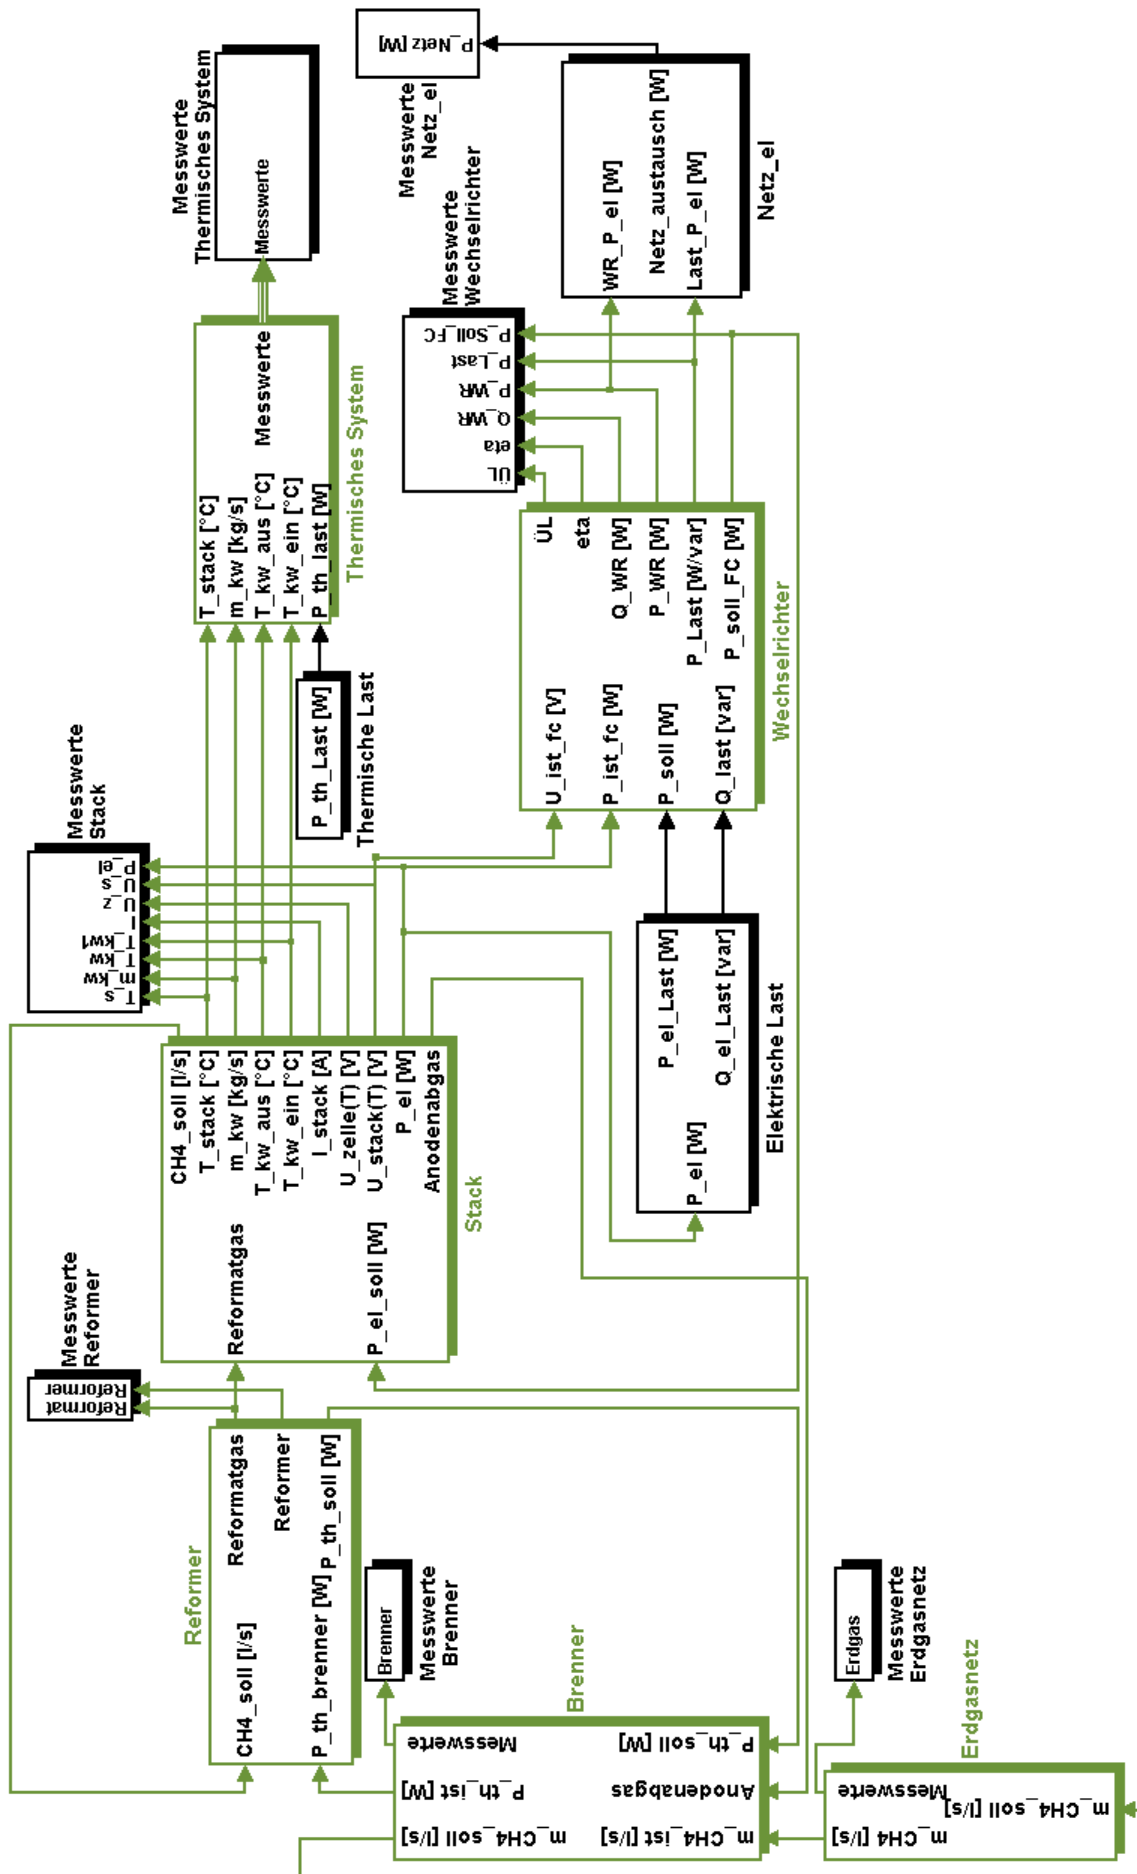 Messwerte
Reformer
Reformat
Reformer
Reformer
CH4_soll [l/s]
Reformatgas
Reformer
P_th_brenner [W]
P_th_soll [W]
Brenner
Messwerte
Brenner
Brenner
m_CH4_soll [l/s]
P_th_ist [W]
Messwerte
m_CH4_ist [l/s]
Anodenabgas
P_th_soll [W]
Erdgas
Messwerte
Erdgasnetz
Erdgasnetz
m_CH4 [l/s]
Messwerte
m_CH4_soll [l/s]
Messwerte
Stack
T_s
m_kw
T_kw
T_kw1
I
U_z
U_s
P_el
Reformatgas
P_el_soll [W]
CH4_soll [l/s]
T_stack [°C]
m_kw [kg/s]
T_kw_aus [°C]
T_kw_ein [°C]
I_stack [A]
U_zelle(T) [V]
U_stack(T) [V]
P_el [W]
Anodenabgas
Stack
P_el [W]
P_el_Last [W]
Q_el_Last [var]
Elektrische Last
P_th_Last [W]
Thermische Last
T_stack [°C]
m_kw [kg/s]
T_kw_aus [°C]
T_kw_ein [°C]
P_th_last [W]
Messwerte
Thermisches System
Messwerte
Thermisches System
Messwerte
U_ist_fc [V]
P_ist_fc [W]
P_soll [W]
Q_last [var]
ÜL
eta
Q_WR [W]
P_WR [W]
P_Last [W/var]
P_soll_FC [W]
Wechselrichter
Messwerte
Wechselrichter
ÜL
eta
Q_WR
P_WR
P_Last
P_Soll_FC
WR_P_el [W]
Netz_austausch [W]
Last_P_el [W]
Netz_el
Messwerte
Netz_el
P_Netz [W]